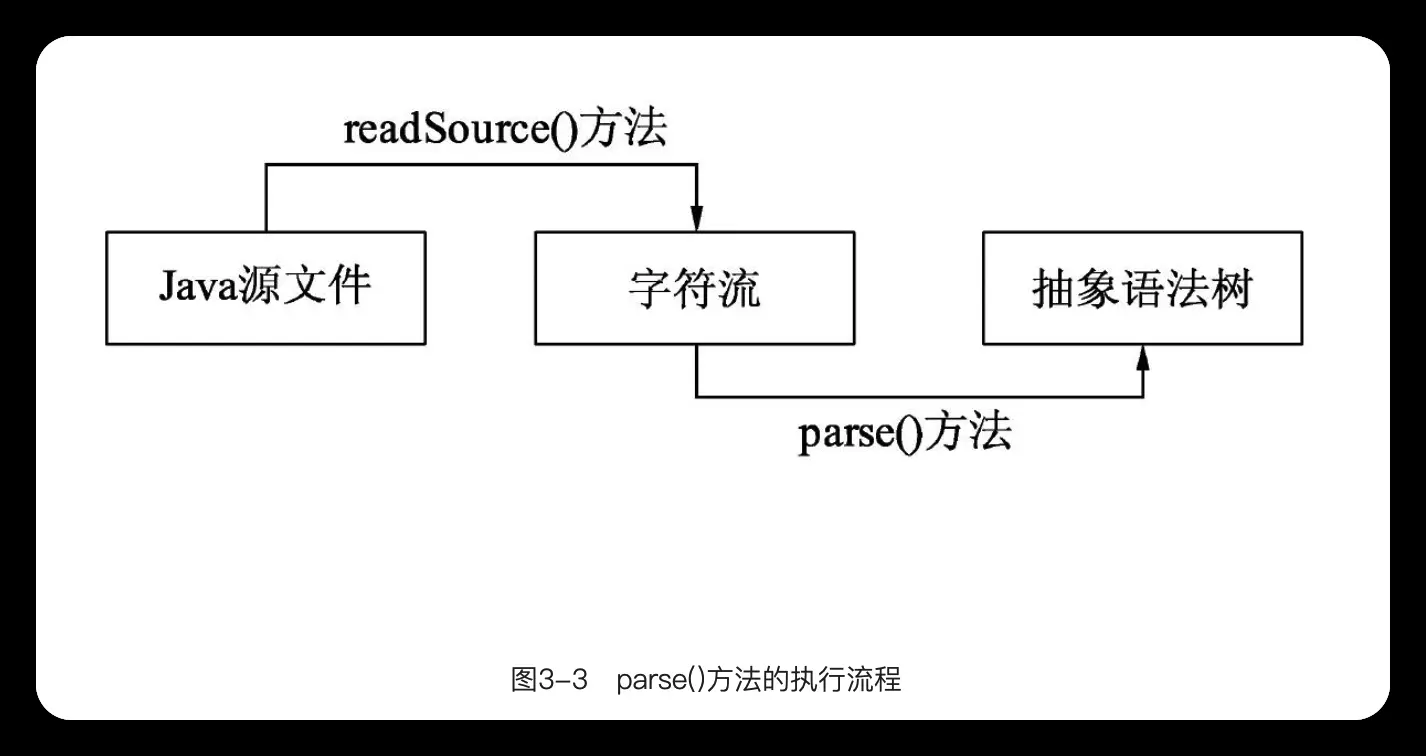 readSource()方法
Java源文件
字符流
抽象语法树
parse()方法
图3-3 parse()方法的执行流程